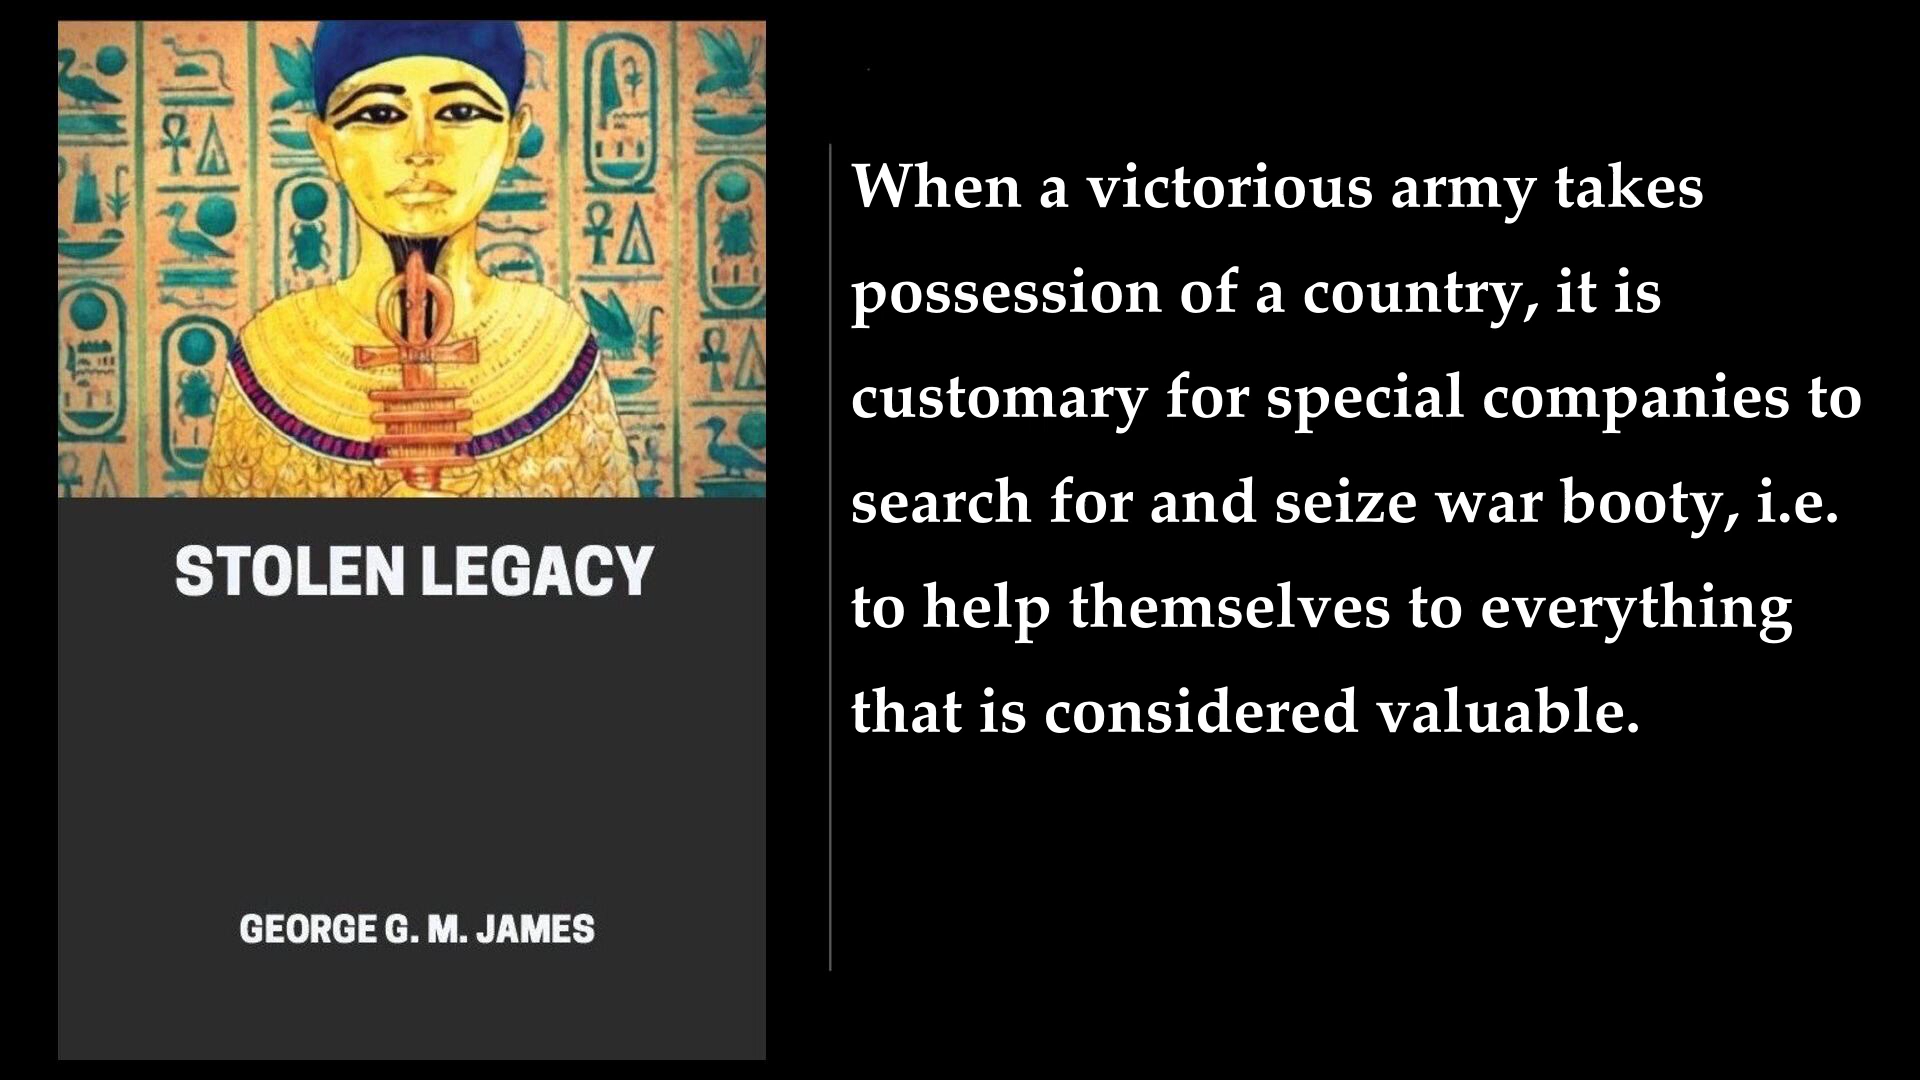 STOLEN LEGACY
GEORGE G. M. JAMES
When a victorious army takes
possession of a country, it is
customary for special companies to
search for and seize war booty, i.e.
to help themselves to everything
that is considered valuable.